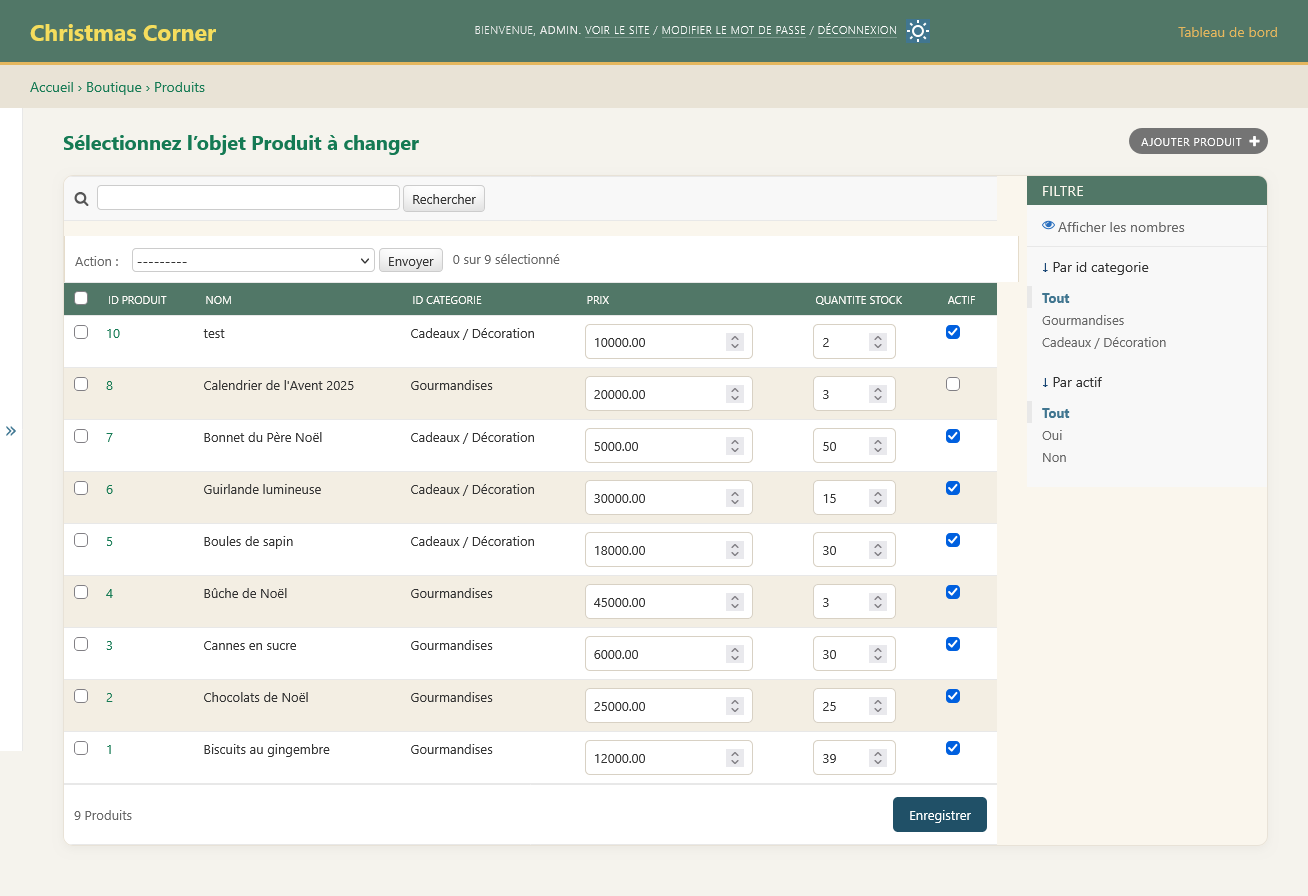 Christmas Corner
BIENVENUE, ADMIN. VOIR LE SITE / MODIFIER LE MOT DE PASSE / DÉCONNEXION
Tableau de bord
Accueil › Boutique › Produits
Sélectionnez l’objet Produit à changer
AJOUTER PRODUIT +
Rechercher
Action : --------- Envoyer 0 sur 9 sélectionné
ID PRODUIT NOM ID CATEGORIE PRIX QUANTITE STOCK ACTIF
10 test Cadeaux / Décoration 10000.00 2
8 Calendrier de l'Avent 2025 Gourmandises 20000.00 3
7 Bonnet du Père Noël Cadeaux / Décoration 5000.00 50
6 Guirlande lumineuse Cadeaux / Décoration 30000.00 15
5 Boules de sapin Cadeaux / Décoration 18000.00 30
4 Bûche de Noël Gourmandises 45000.00 3
3 Cannes en sucre Gourmandises 6000.00 30
2 Chocolats de Noël Gourmandises 25000.00 25
1 Biscuits au gingembre Gourmandises 12000.00 39
9 Produits
Enregistrer
FILTRE
Afficher les nombres
↓ Par id categorie
Tout
Gourmandises
Cadeaux / Décoration
↓ Par actif
Tout
Oui
Non
»